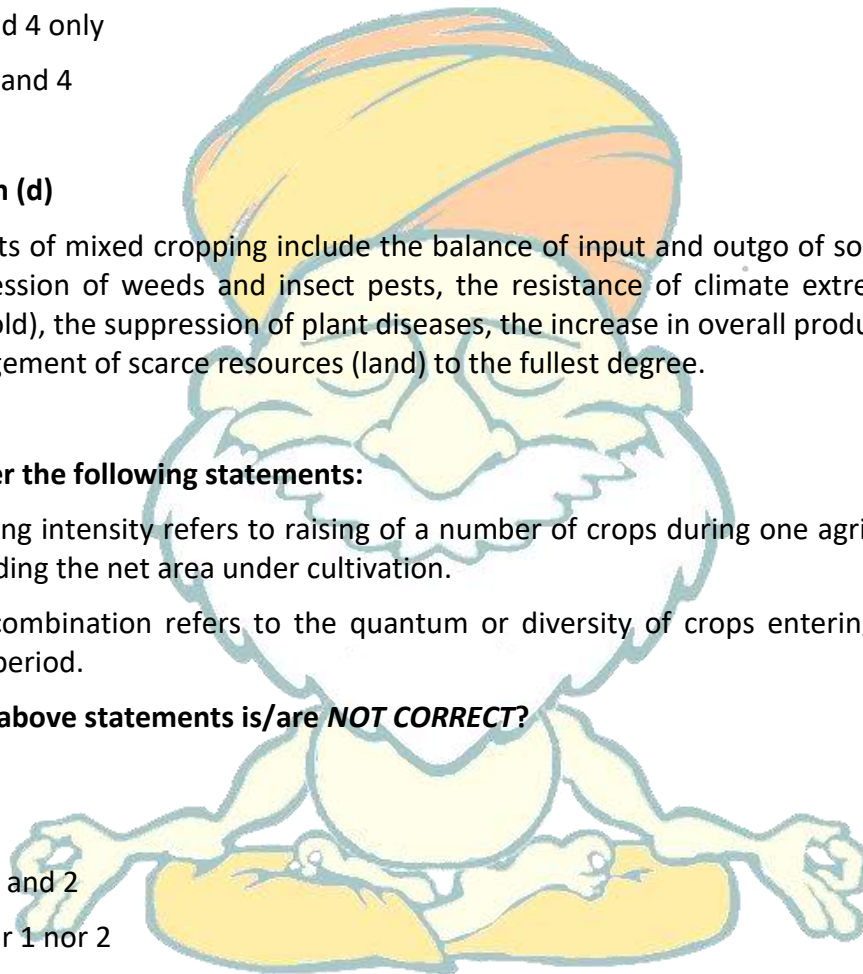 d 4 only
and 4
n (d)
ts of mixed cropping include the balance of input and outgo of so
ession of weeds and insect pests, the resistance of climate extre
old), the suppression of plant diseases, the increase in overall produ
gement of scarce resources (land) to the fullest degree.
er the following statements:
ng intensity refers to raising of a number of crops during one agri
ding the net area under cultivation.
combination refers to the quantum or diversity of crops entering
period.
above statements is/are NOT CORRECT?
and 2
r 1 nor 2